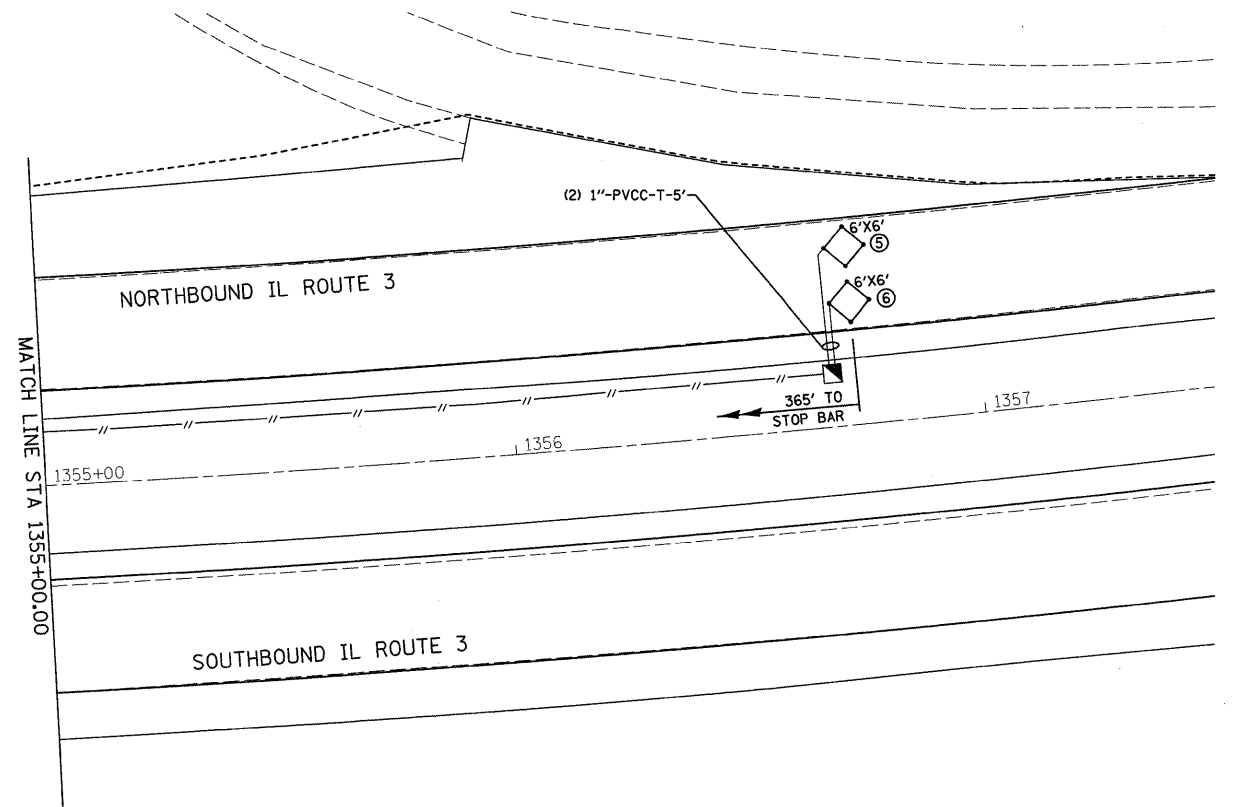 (2) 1"-PVCC-T-5'
6'X6'
5
6'X6'
6
NORTHBOUND IL ROUTE 3
MATCH LINE STA 1355+00.00
365' TO
STOP BAR
1357
1356
1355+00
SOUTHBOUND IL ROUTE 3